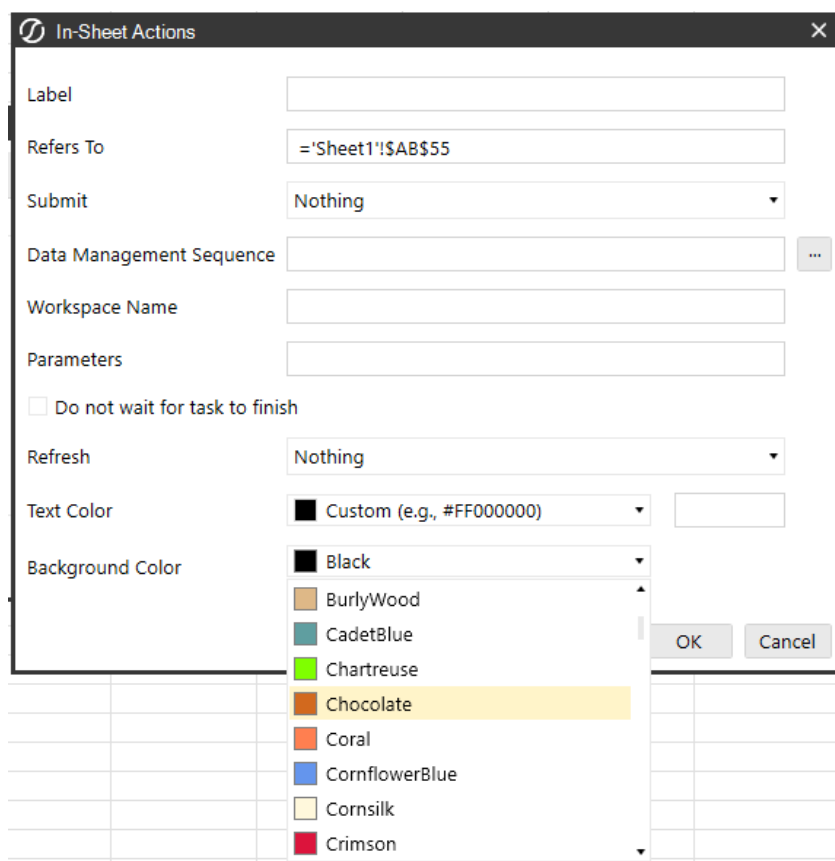 In-Sheet Actions
Label
Refers To ='Sheet1'!$AB$55
Submit Nothing
Data Management Sequence ...
Workspace Name
Parameters
Do not wait for task to finish
Refresh Nothing
Text Color Custom (e.g., #FF000000)
Background Color Black
BurlyWood
CadetBlue
OK Cancel
Chartreuse
Chocolate
Coral
CornflowerBlue
Cornsilk
Crimson